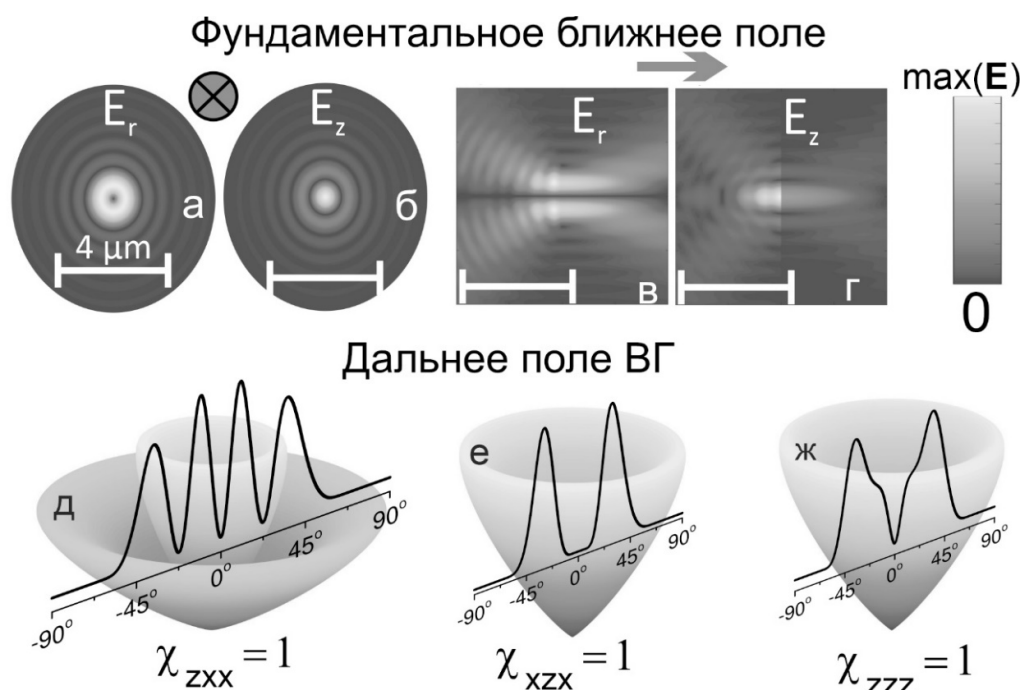 Фундаментальное ближнее поле
max(E)
E_r
E_z
E_r
E_z
а
б
4 μm
в
г
0
Дальнее поле ВГ
д
-90°
-45°
0°
45°
90°
χ_zxx = 1
е
-90°
-45°
0°
45°
90°
χ_xzx = 1
ж
-90°
-45°
0°
45°
90°
χ_zzz = 1